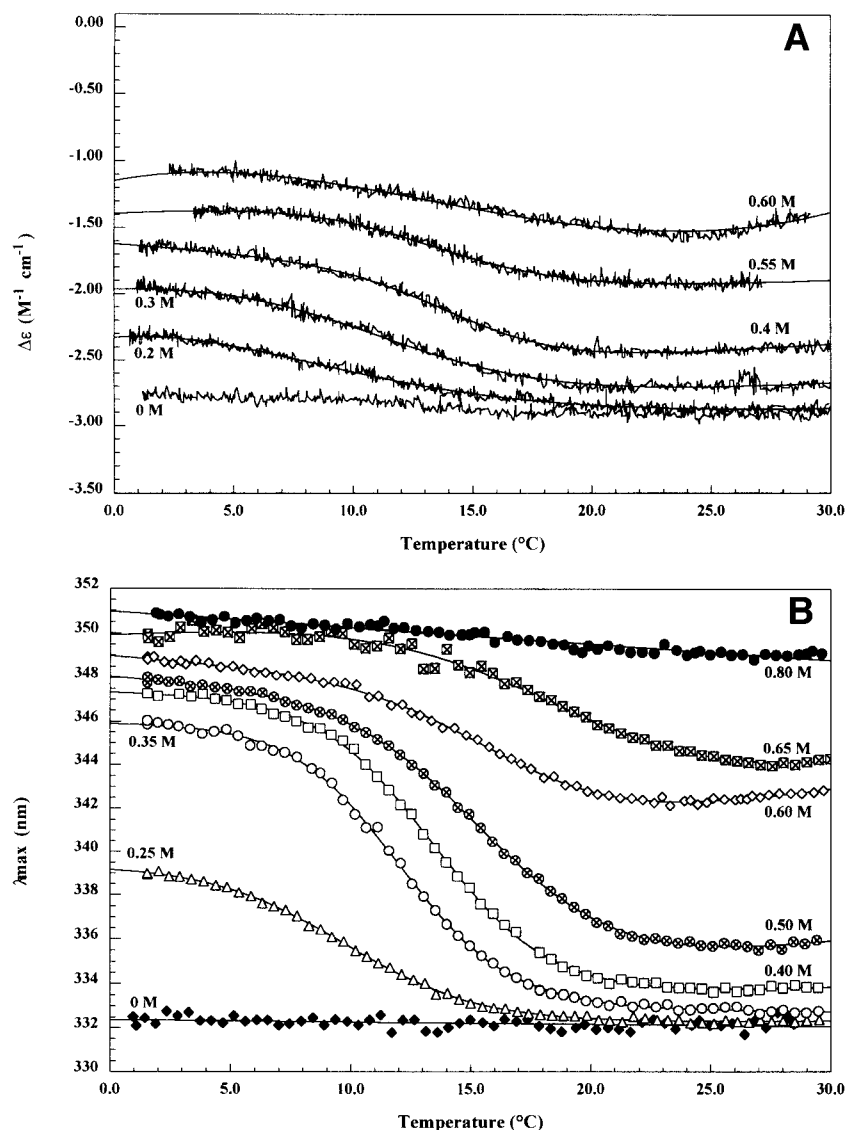 A
0.00
-0.50
-1.00
-1.50
-2.00
-2.50
-3.00
-3.50
Δε (M⁻¹ cm⁻¹)
0.60 M
0.55 M
0.3 M
0.4 M
0.2 M
0 M
0.0 5.0 10.0 15.0 20.0 25.0 30.0
Temperature (°C)
B
352
350
348
346
344
342
340
339
336
334
332
330
λmax (nm)
0.80 M
0.65 M
0.35 M
0.60 M
0.25 M
0.50 M
0.40 M
0 M
0.0 5.0 10.0 15.0 20.0 25.0 30.0
Temperature (°C)